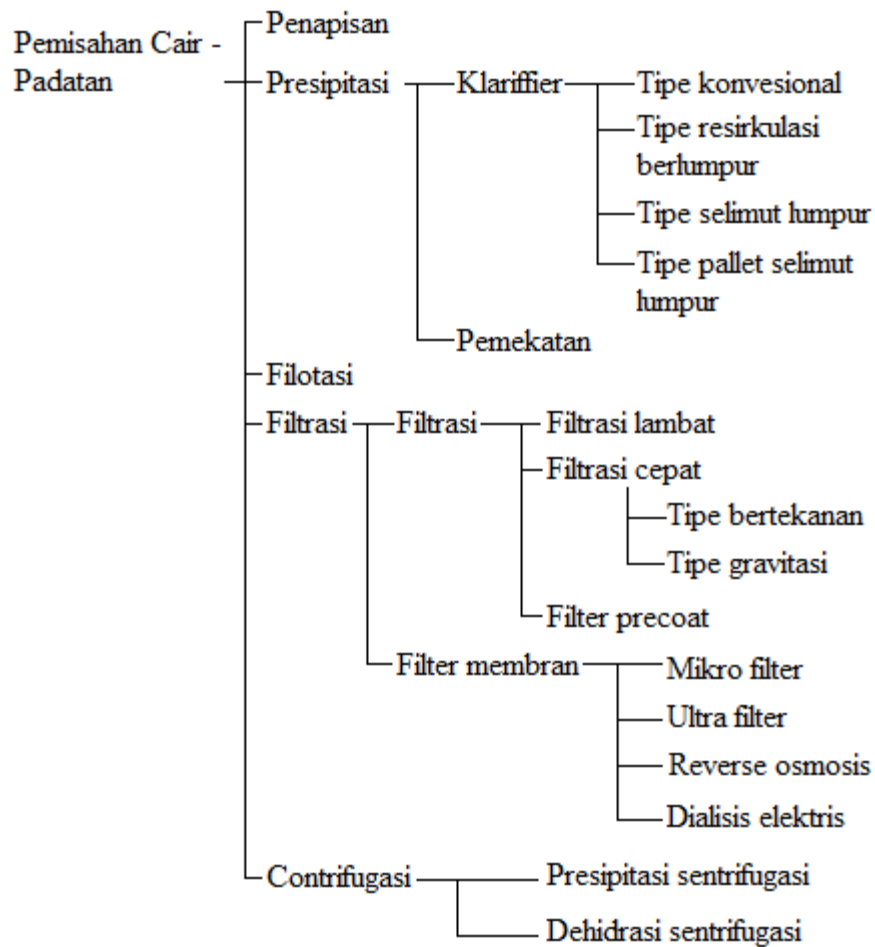 Pemisahan Cair -
Padatan
Penapisan
Presipitasi
Klariffier
Tipe konvesional
Tipe resirkulasi
berlumpur
Tipe selimut lumpur
Tipe pallet selimut
lumpur
Pemekatan
Filotasi
Filtrasi
Filtrasi
Filtrasi lambat
Filtrasi cepat
Tipe bertekanan
Tipe gravitasi
Filter precoat
Filter membran
Mikro filter
Ultra filter
Reverse osmosis
Dialisis elektris
Contrifugasi
Presipitasi sentrifugasi
Dehidrasi sentrifugasi